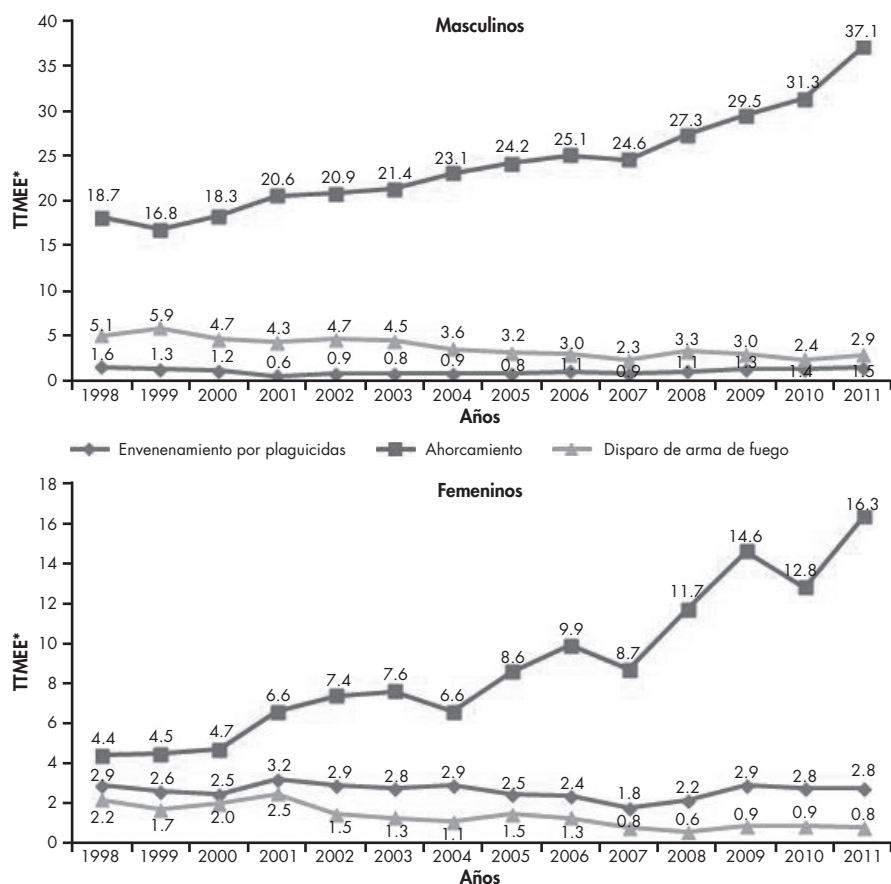 Masculinos
40
35
30
25
20
15
10
5
0
TTMEE*
18.7 16.8 18.3 20.6 20.9 21.4 23.1 24.2 25.1 24.6 27.3 29.5 31.3 37.1
5.1 5.9 4.7 4.3 4.7 4.5 3.6 3.2 3.0 2.3 3.3 3.0 2.4 2.9
1.6 1.3 1.2 0.6 0.9 0.8 0.9 0.8 1.1 0.9 1.1 1.3 1.4 1.5
1998 1999 2000 2001 2002 2003 2004 2005 2006 2007 2008 2009 2010 2011
Años
Envenenamiento por plaguicidas Ahorcamiento Disparo de arma de fuego
Femeninos
18
16
14
12
10
8
6
4
2
0
TTMEE*
4.4 4.5 4.7 6.6 7.4 7.6 6.6 8.6 9.9 8.7 11.7 14.6 12.8 16.3
2.9 2.6 2.5 3.2 2.9 2.8 2.9 2.5 2.4 1.8 2.2 2.9 2.8 2.8
2.2 1.7 2.0 2.5 1.5 1.3 1.1 1.5 1.3 0.8 0.6 0.9 0.9 0.8
1998 1999 2000 2001 2002 2003 2004 2005 2006 2007 2008 2009 2010 2011
Años